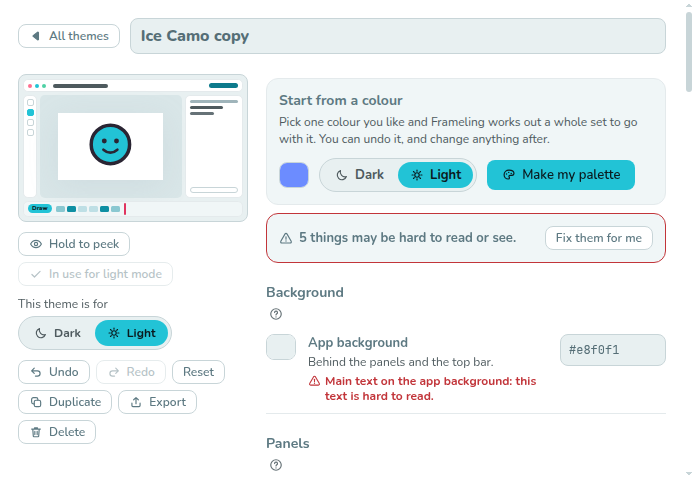 All themes
Ice Camo copy
Draw
Hold to peek
In use for light mode
This theme is for
Dark
Light
Undo
Redo
Reset
Duplicate
Export
Delete
Start from a colour
Pick one colour you like and Frameling works out a whole set to go
with it. You can undo it, and change anything after.
Dark
Light
Make my palette
5 things may be hard to read or see.
Fix them for me
Background
App background
Behind the panels and the top bar.
Main text on the app background: this
text is hard to read.
#e8f0f1
Panels